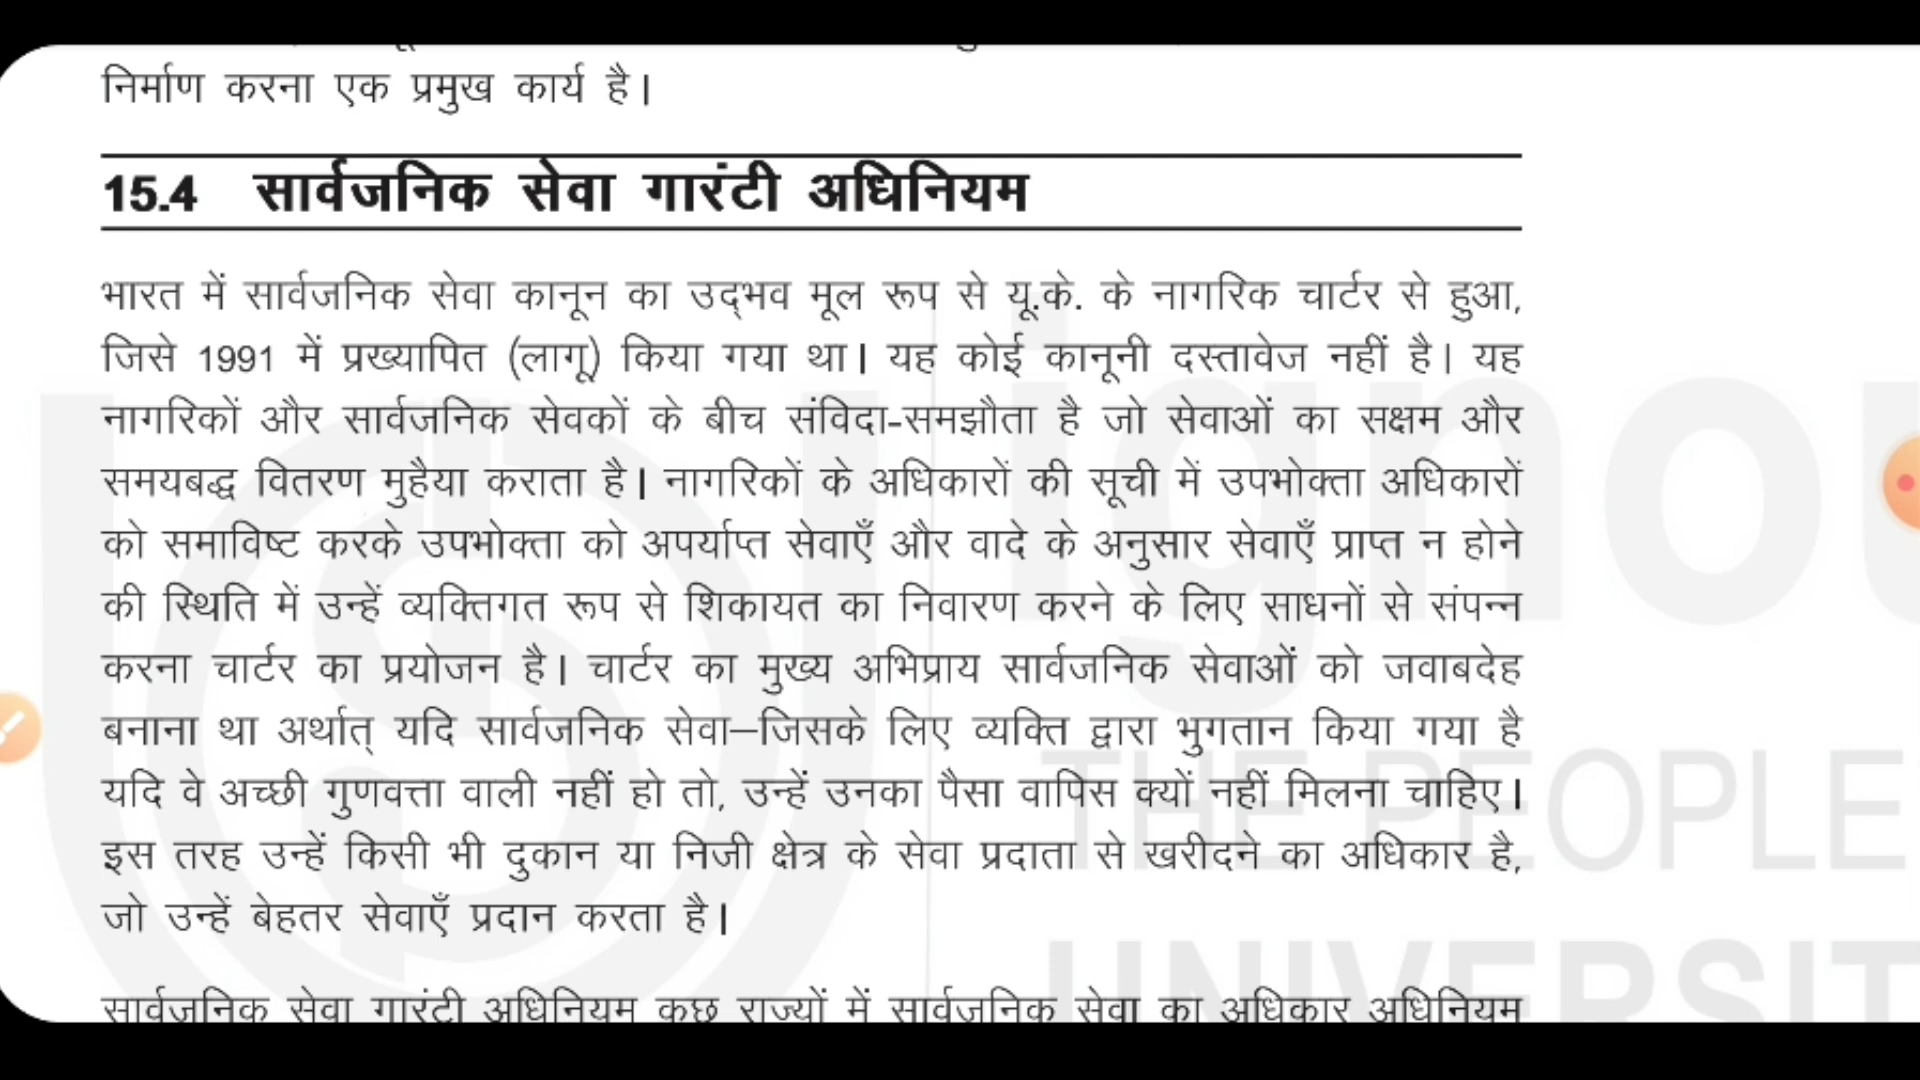 निर्माण करना एक प्रमुख कार्य है।
15.4 सार्वजनिक सेवा गारंटी अधिनियम
भारत में सार्वजनिक सेवा कानून का उद्‌भव मूल रूप से यू.के. के नागरिक चार्टर से हुआ,
जिसे 1991 में प्रख्यापित (लागू) किया गया था। यह कोई कानूनी दस्तावेज नहीं है। यह
नागरिकों और सार्वजनिक सेवकों के बीच संविदा-समझौता है जो सेवाओं का सक्षम और
समयबद्ध वितरण मुहैया कराता है। नागरिकों के अधिकारों की सूची में उपभोक्ता अधिकारों
को समाविष्ट करके उपभोक्ता को अपर्याप्त सेवाएँ और वादे के अनुसार सेवाएँ प्राप्त न होने
की स्थिति में उन्हें व्यक्तिगत रूप से शिकायत का निवारण करने के लिए साधनों से संपन्न
करना चार्टर का प्रयोजन है। चार्टर का मुख्य अभिप्राय सार्वजनिक सेवाओं को जवाबदेह
बनाना था अर्थात् यदि सार्वजनिक सेवा–जिसके लिए व्यक्ति द्वारा भुगतान किया गया है
यदि वे अच्छी गुणवत्ता वाली नहीं हो तो, उन्हें उनका पैसा वापिस क्यों नहीं मिलना चाहिए।
इस तरह उन्हें किसी भी दुकान या निजी क्षेत्र के सेवा प्रदाता से खरीदने का अधिकार है,
जो उन्हें बेहतर सेवाएँ प्रदान करता है।
सार्वजनिक सेवा गारंटी अधिनियम कुछ राज्यों में सार्वजनिक सेवा का अधिकार अधिनियम
ignou
THE PEOPLE
UNIVERSIT